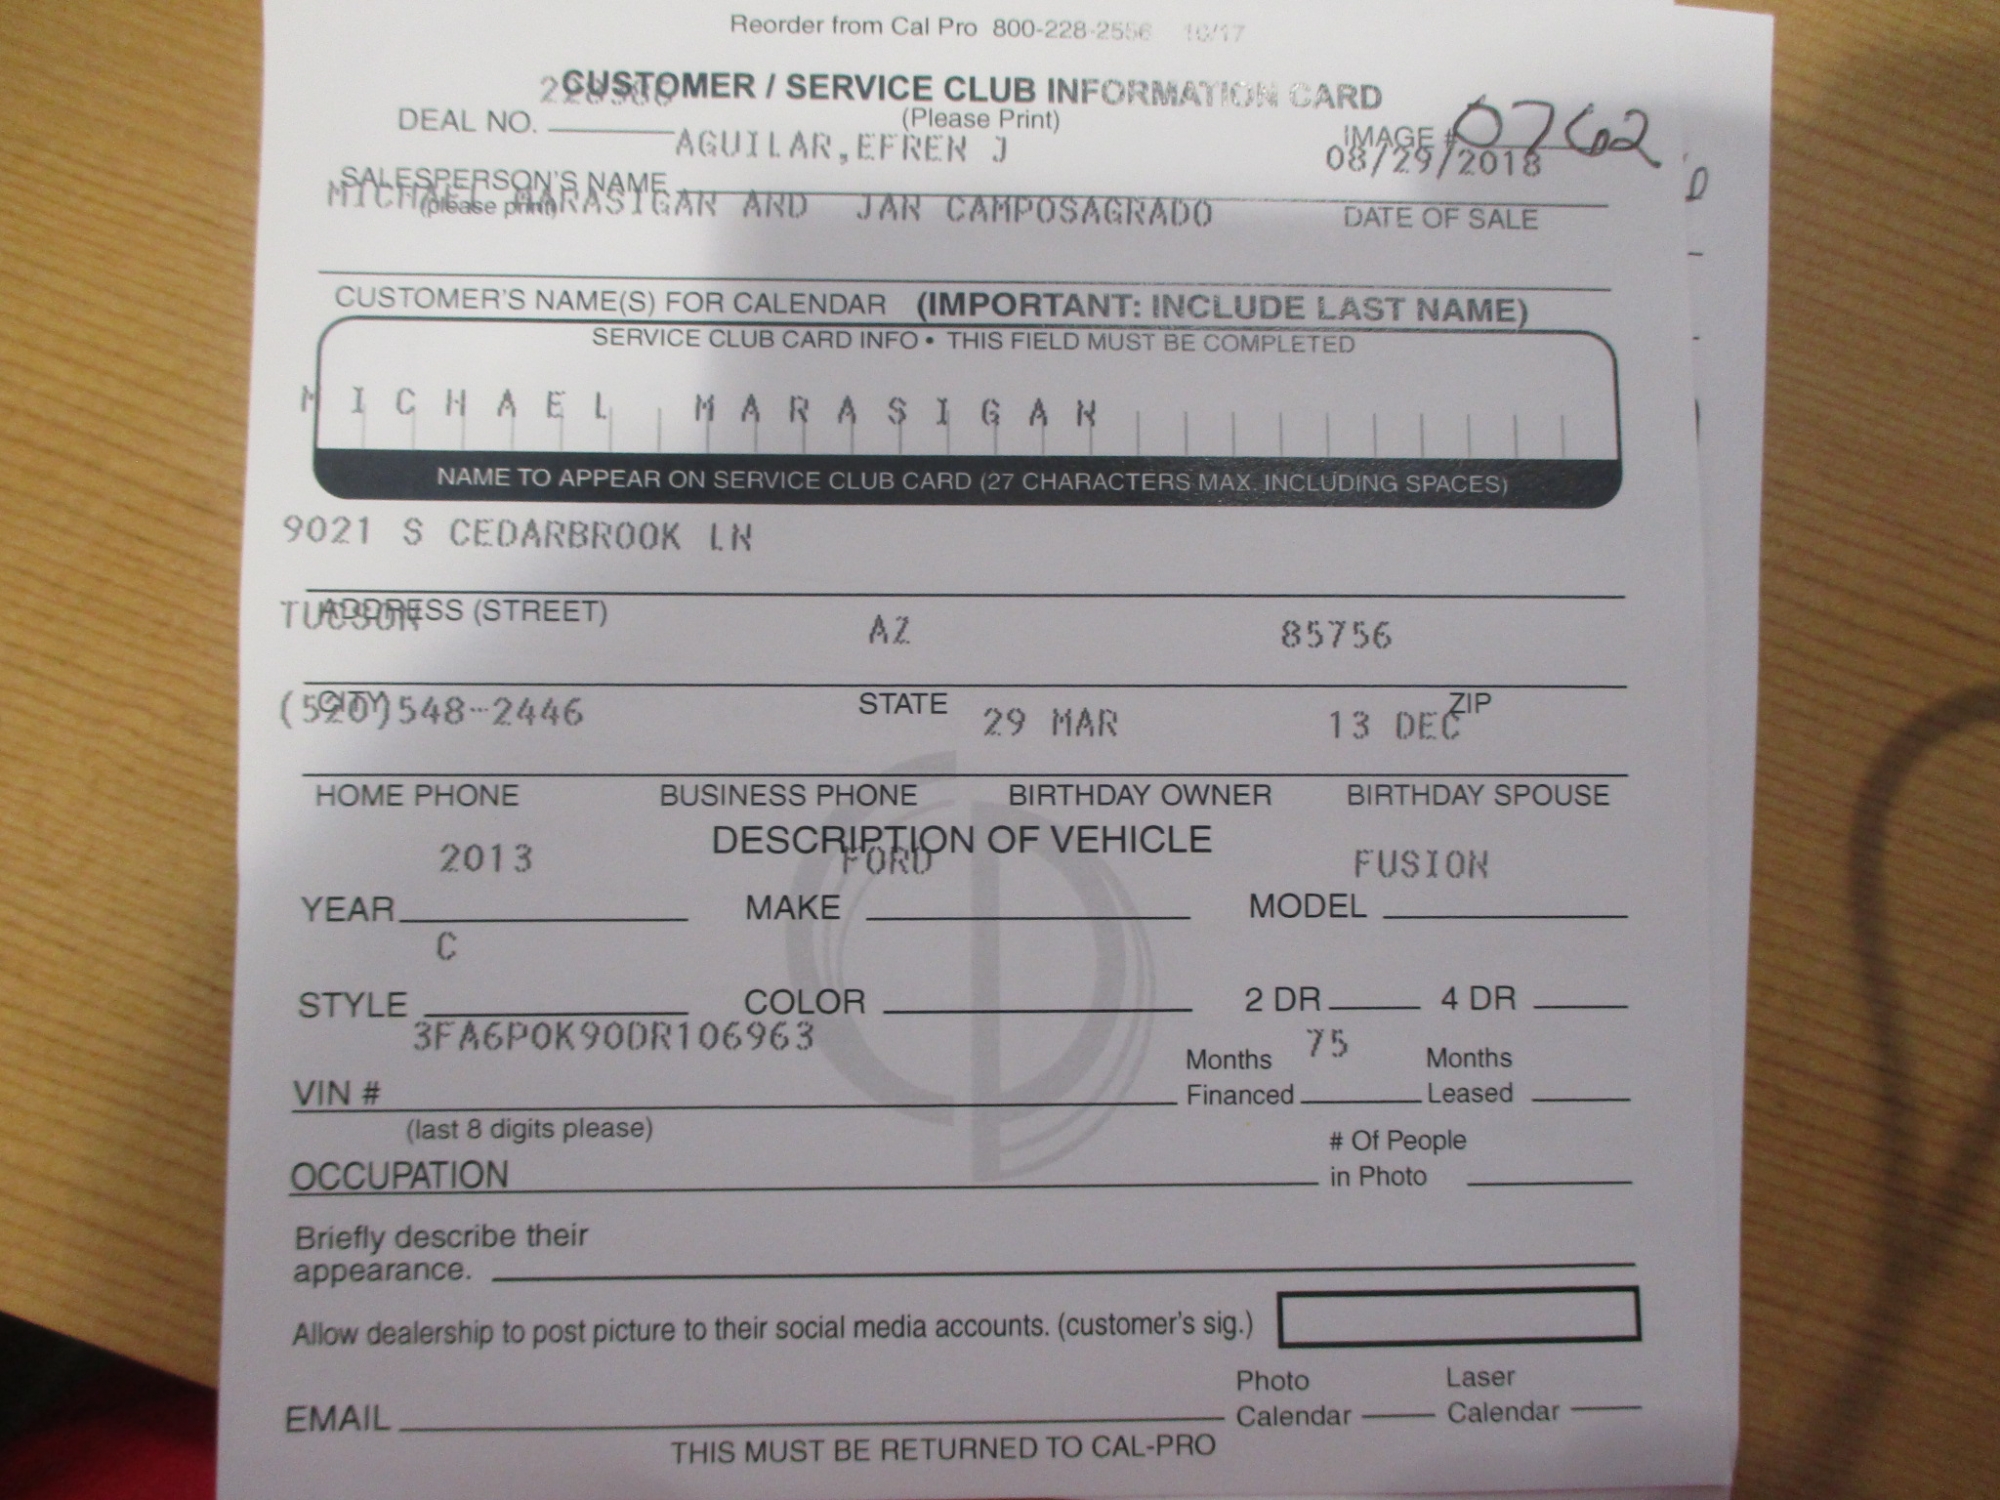 Reorder from Cal Pro 800-228-2556 10/17
CUSTOMER / SERVICE CLUB INFORMATION CARD
(Please Print)
DEAL NO.
IMAGE # 0762
AGUILAR,EFREN J
08/29/2018
SALESPERSON'S NAME
(please print)
DATE OF SALE
MICHAEL MARASIGAN AND JAN CAMPOSAGRADO
CUSTOMER'S NAME(S) FOR CALENDAR (IMPORTANT: INCLUDE LAST NAME)
SERVICE CLUB CARD INFO • THIS FIELD MUST BE COMPLETED
MICHAEL MARASIGAN
NAME TO APPEAR ON SERVICE CLUB CARD (27 CHARACTERS MAX. INCLUDING SPACES)
9021 S CEDARBROOK LN
ADDRESS (STREET)
TUCSON AZ 85756
CITY STATE ZIP
(520)548-2446 29 MAR 13 DEC
HOME PHONE BUSINESS PHONE BIRTHDAY OWNER BIRTHDAY SPOUSE
DESCRIPTION OF VEHICLE
2013 FORD FUSION
YEAR MAKE MODEL
C
STYLE COLOR 2 DR 4 DR
3FA6P0K90DR106963 75
VIN # Months Financed Months Leased
(last 8 digits please)
OCCUPATION # Of People in Photo
Briefly describe their
appearance.
Allow dealership to post picture to their social media accounts. (customer's sig.)
EMAIL Photo Calendar Laser Calendar
THIS MUST BE RETURNED TO CAL-PRO